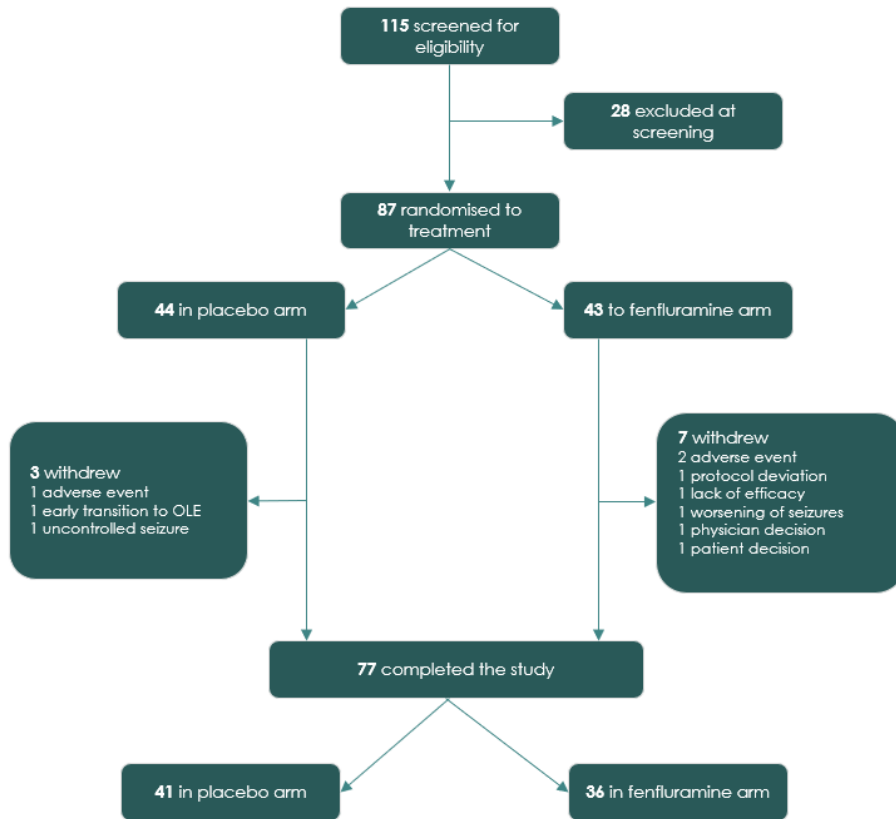 115 screened for
eligibility
28 excluded at
screening
87 randomised to
treatment
44 in placebo arm
43 to fenfluramine arm
3 withdrew
1 adverse event
1 early transition to OLE
1 uncontrolled seizure
7 withdrew
2 adverse event
1 protocol deviation
1 lack of efficacy
1 worsening of seizures
1 physician decision
1 patient decision
77 completed the study
41 in placebo arm
36 in fenfluramine arm